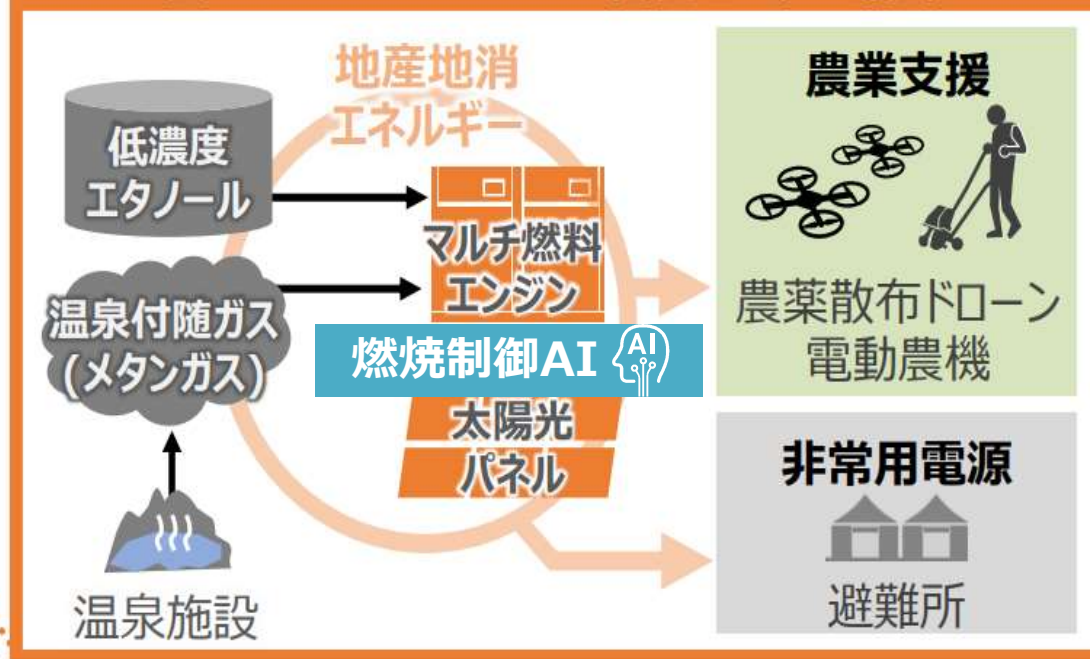 地産地消
エネルギー
低濃度
エタノール
温泉付随ガス
(メタンガス)
温泉施設
マルチ燃料
エンジン
燃焼制御AI
AI
太陽光
パネル
農業支援
農薬散布ドローン
電動農機
非常用電源
避難所